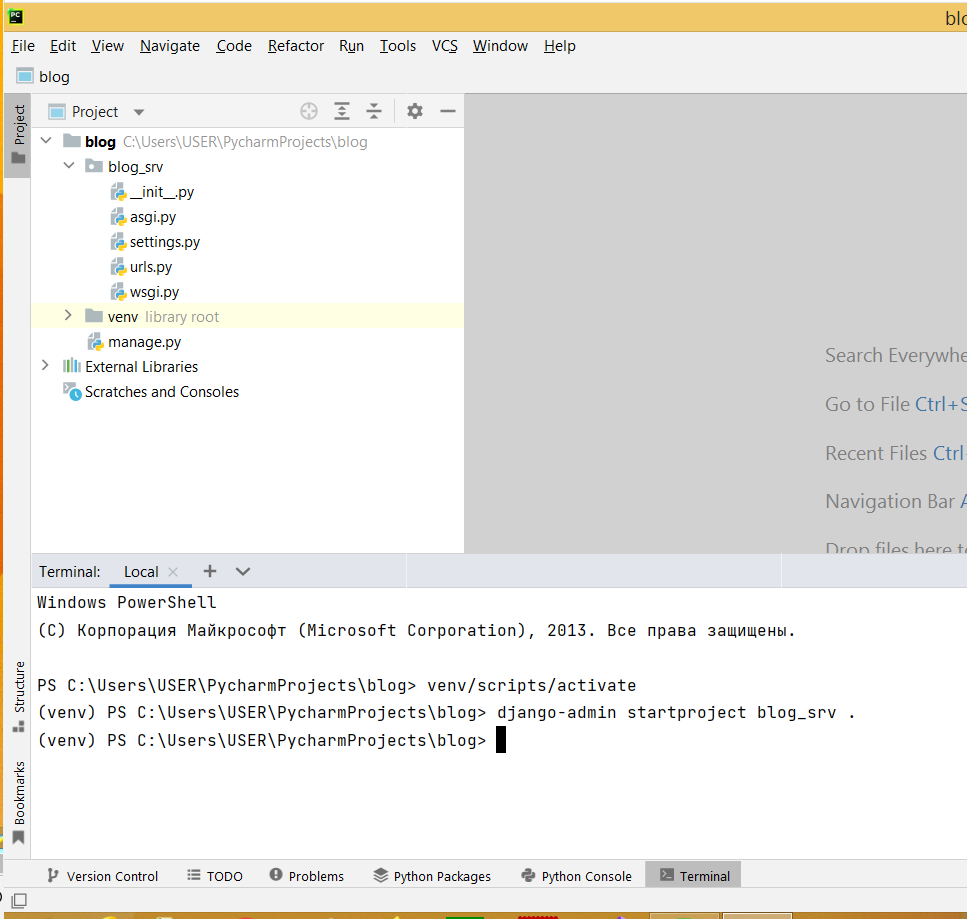 PC
blo
File Edit View Navigate Code Refactor Run Tools VCS Window Help
blog
Project
Project
blog C:\Users\USER\PycharmProjects\blog
blog_srv
__init__.py
asgi.py
settings.py
urls.py
wsgi.py
venv library root
manage.py
External Libraries
Scratches and Consoles
Search Everywhe
Go to File Ctrl+S
Recent Files Ctrl
Navigation Bar A
Drop files here to
Terminal: Local
Windows PowerShell
(C) Корпорация Майкрософт (Microsoft Corporation), 2013. Все права защищены.
PS C:\Users\USER\PycharmProjects\blog> venv/scripts/activate
(venv) PS C:\Users\USER\PycharmProjects\blog> django-admin startproject blog_srv .
(venv) PS C:\Users\USER\PycharmProjects\blog>
Structure
Bookmarks
Version Control TODO Problems Python Packages Python Console Terminal